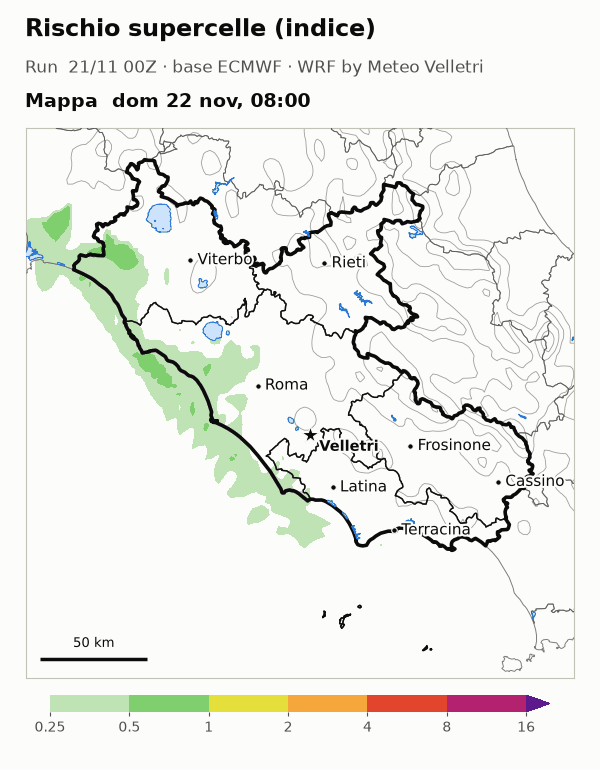 Rischio supercelle (indice)
Run  21/11 00Z · base ECMWF · WRF by Meteo Velletri
Mappa  dom 22 nov, 08:00
Viterbo
Rieti
Roma
Velletri
Frosinone
Cassino
Latina
Terracina
50 km
0.25 0.5 1 2 4 8 16